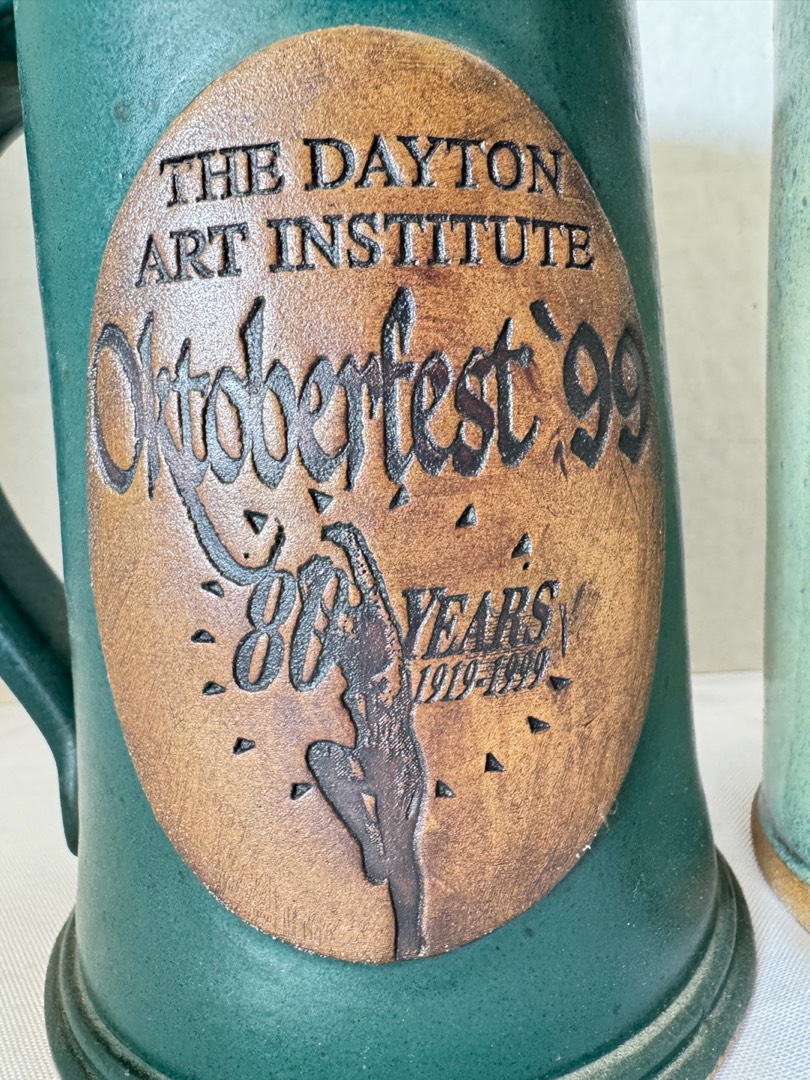 THE DAYTON
ART INSTITUTE
Oktoberfest '99
80 YEARS
1919-1999